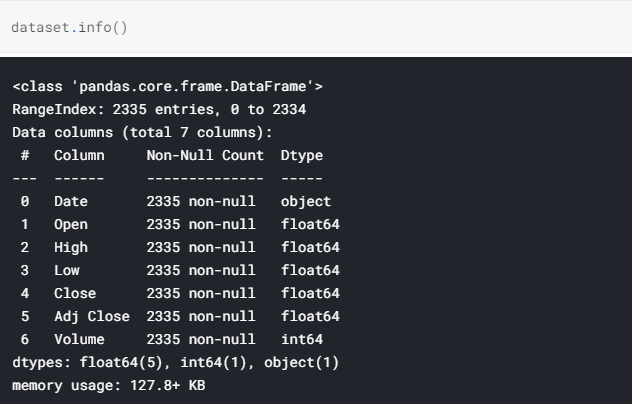 dataset.info()
<class 'pandas.core.frame.DataFrame'>
RangeIndex: 2335 entries, 0 to 2334
Data columns (total 7 columns):
 #   Column     Non-Null Count  Dtype
---  ------     --------------  -----
 0   Date       2335 non-null   object
 1   Open       2335 non-null   float64
 2   High       2335 non-null   float64
 3   Low        2335 non-null   float64
 4   Close      2335 non-null   float64
 5   Adj Close  2335 non-null   float64
 6   Volume     2335 non-null   int64
dtypes: float64(5), int64(1), object(1)
memory usage: 127.8+ KB